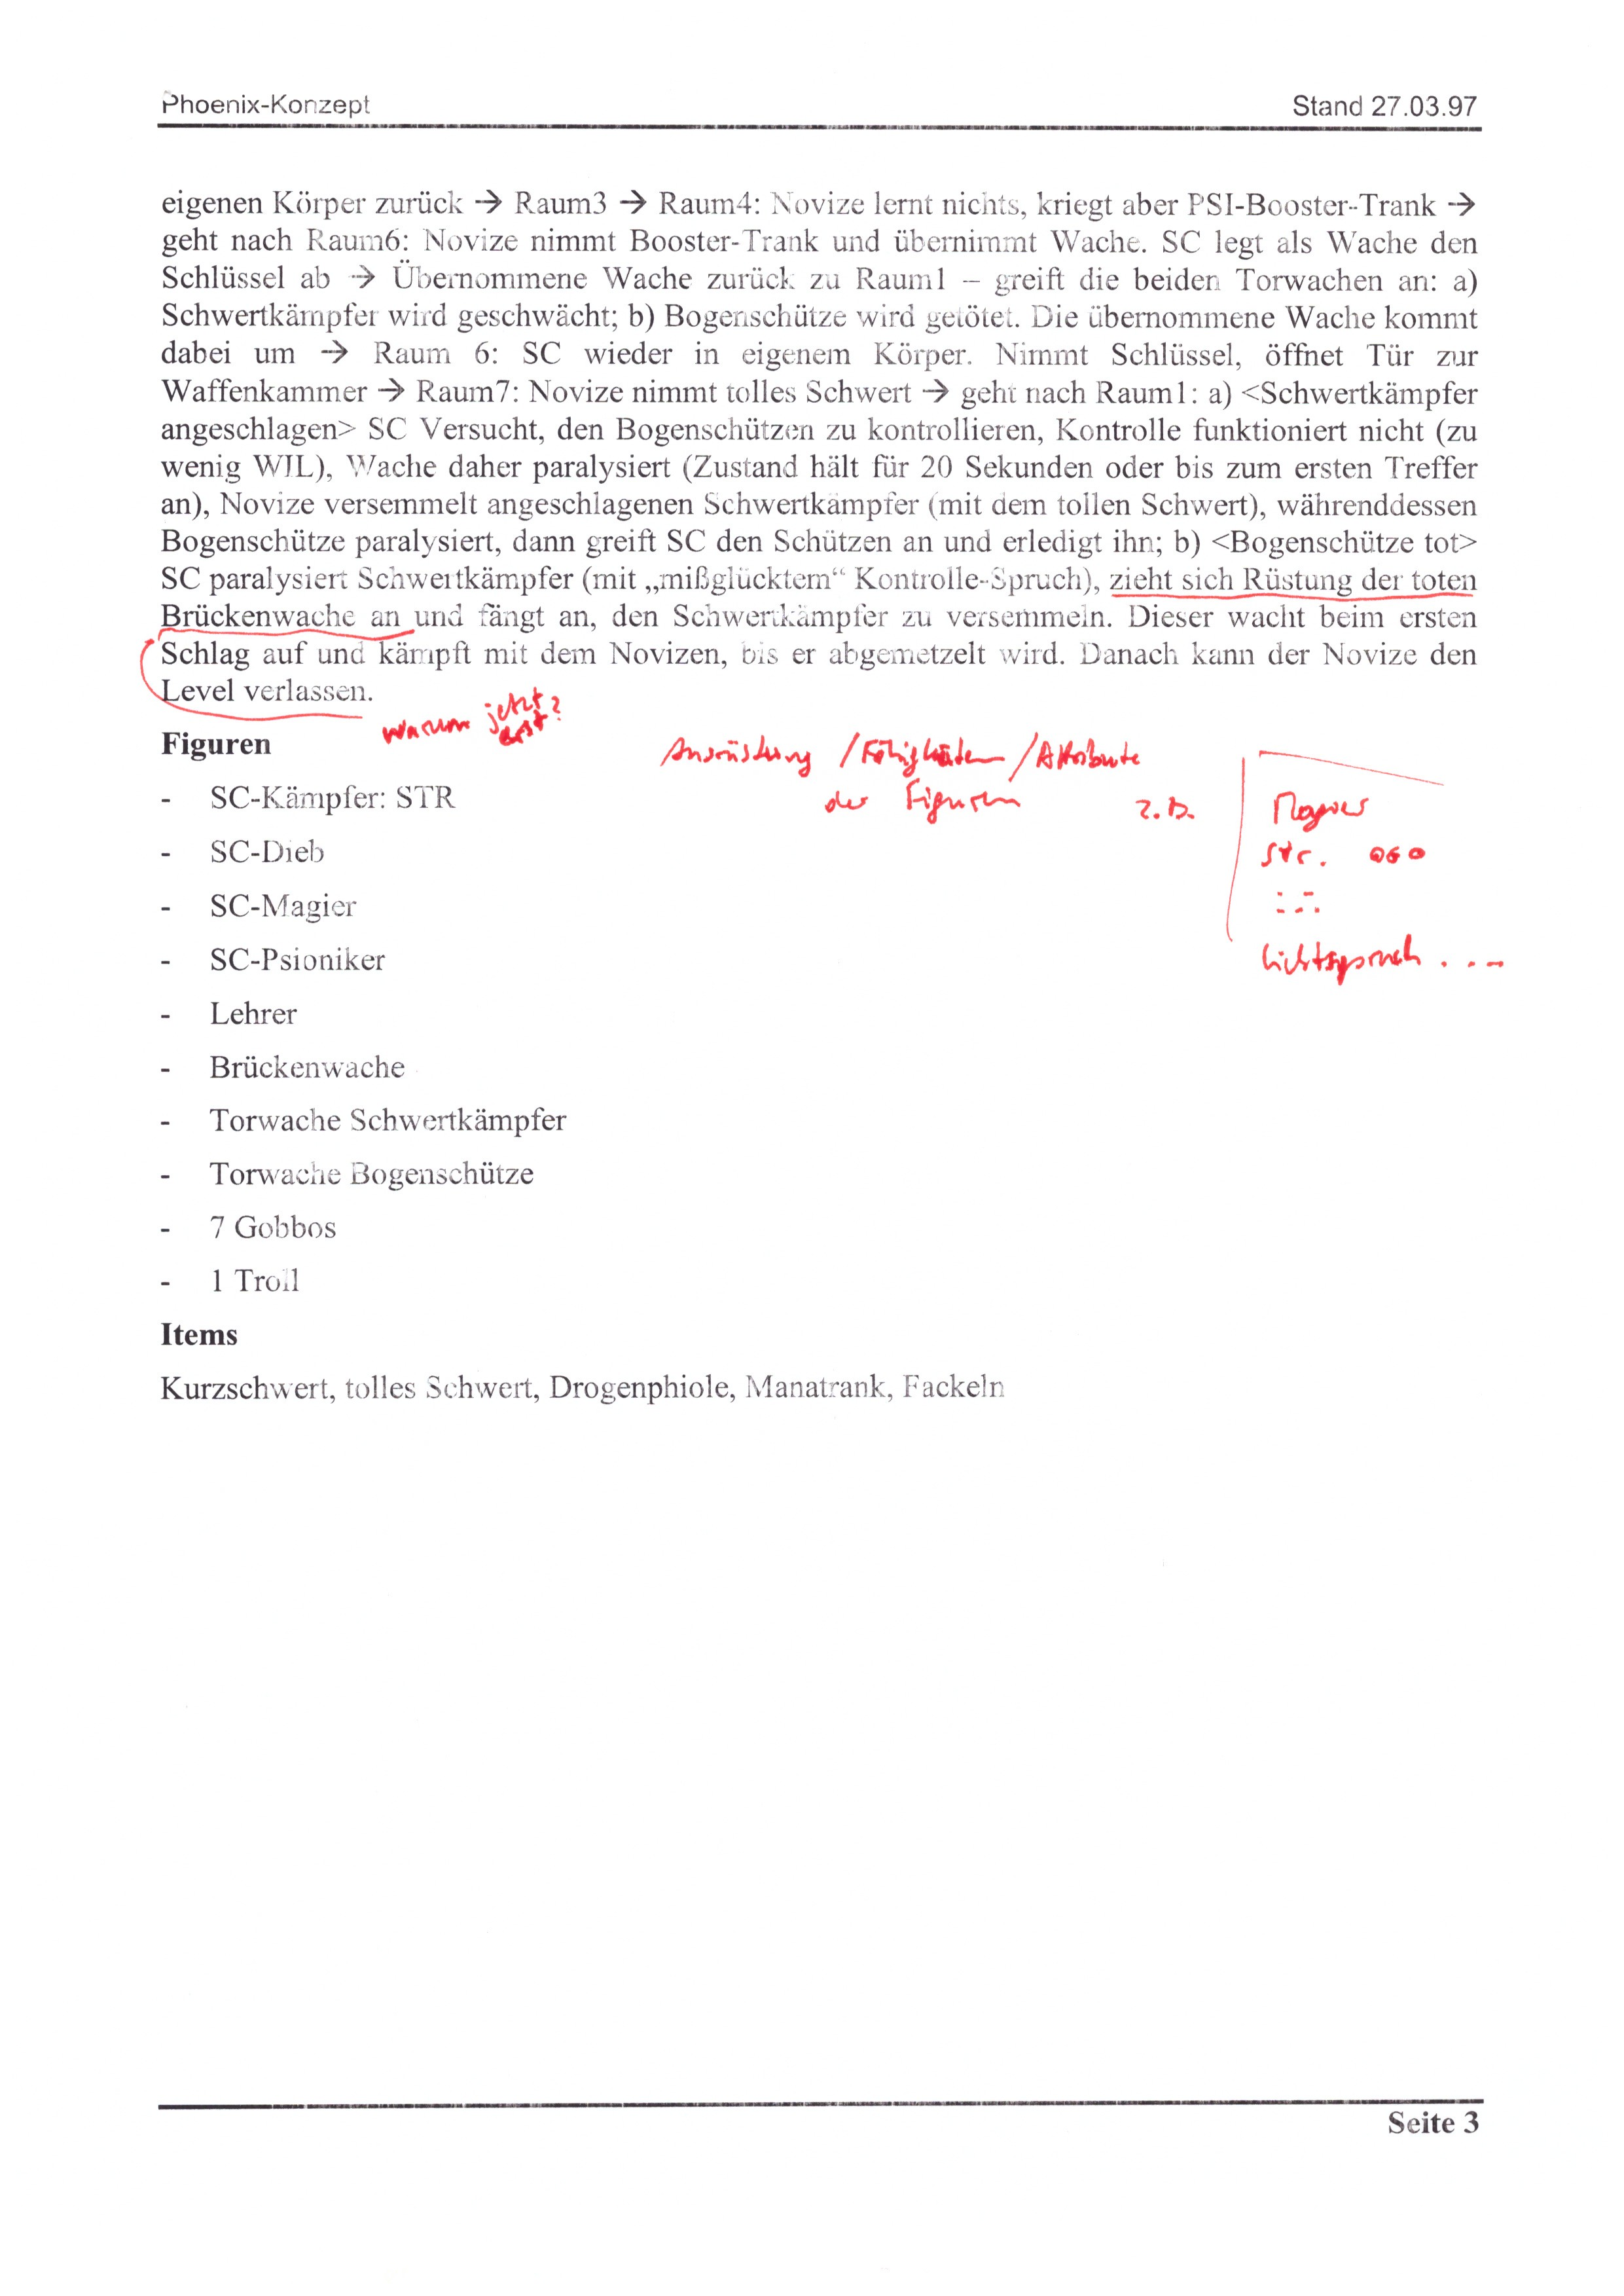 Phoenix-Konzept Stand 27.03.97
eigenen Körper zurück → Raum3 → Raum4: Novize lernt nichts, kriegt aber PSI-Booster-Trank →
geht nach Raum6: Novize nimmt Booster-Trank und übernimmt Wache. SC legt als Wache den
Schlüssel ab → Übernommene Wache zurück zu Raum1 – greift die beiden Torwachen an: a)
Schwertkämpfer wird geschwächt; b) Bogenschütze wird getötet. Die übernommene Wache kommt
dabei um → Raum 6: SC wieder in eigenem Körper. Nimmt Schlüssel, öffnet Tür zur
Waffenkammer → Raum7: Novize nimmt tolles Schwert → geht nach Raum1: a) <Schwertkämpfer
angeschlagen> SC Versucht, den Bogenschützen zu kontrollieren, Kontrolle funktioniert nicht (zu
wenig WIL), Wache daher paralysiert (Zustand hält für 20 Sekunden oder bis zum ersten Treffer
an), Novize versemmelt angeschlagenen Schwertkämpfer (mit dem tollen Schwert), währenddessen
Bogenschütze paralysiert, dann greift SC den Schützen an und erledigt ihn; b) <Bogenschütze tot>
SC paralysiert Schwertkämpfer (mit „mißglücktem“ Kontrolle-Spruch), zieht sich Rüstung der toten
Brückenwache an und fängt an, den Schwertkämpfer zu versemmeln. Dieser wacht beim ersten
Schlag auf und kämpft mit dem Novizen, bis er abgemetzelt wird. Danach kann der Novize den
Level verlassen.
warum jetzt erst?
Figuren
Ausrüstung / Fähigkeiten / Attribute
der Figuren z.B.
Magier
Str. ooo
Lichtspruch ...
- SC-Kämpfer: STR
- SC-Dieb
- SC-Magier
- SC-Psioniker
- Lehrer
- Brückenwache
- Torwache Schwertkämpfer
- Torwache Bogenschütze
- 7 Gobbos
- 1 Troll
Items
Kurzschwert, tolles Schwert, Drogenphiole, Manatrank, Fackeln
Seite 3